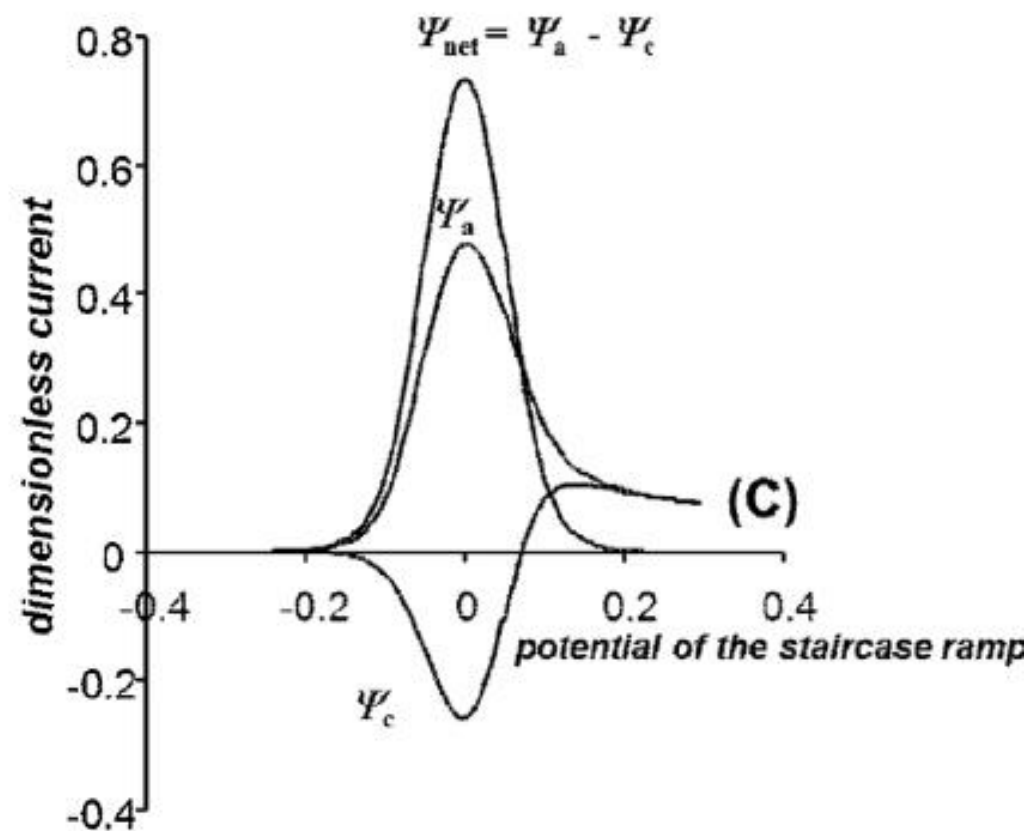 Ψnet = Ψa - Ψc
0.8
0.6
Ψa
0.4
0.2
(C)
0
-0.4 -0.2 0 0.2 0.4
potential of the staircase ramp
-0.2
Ψc
-0.4
dimensionless current